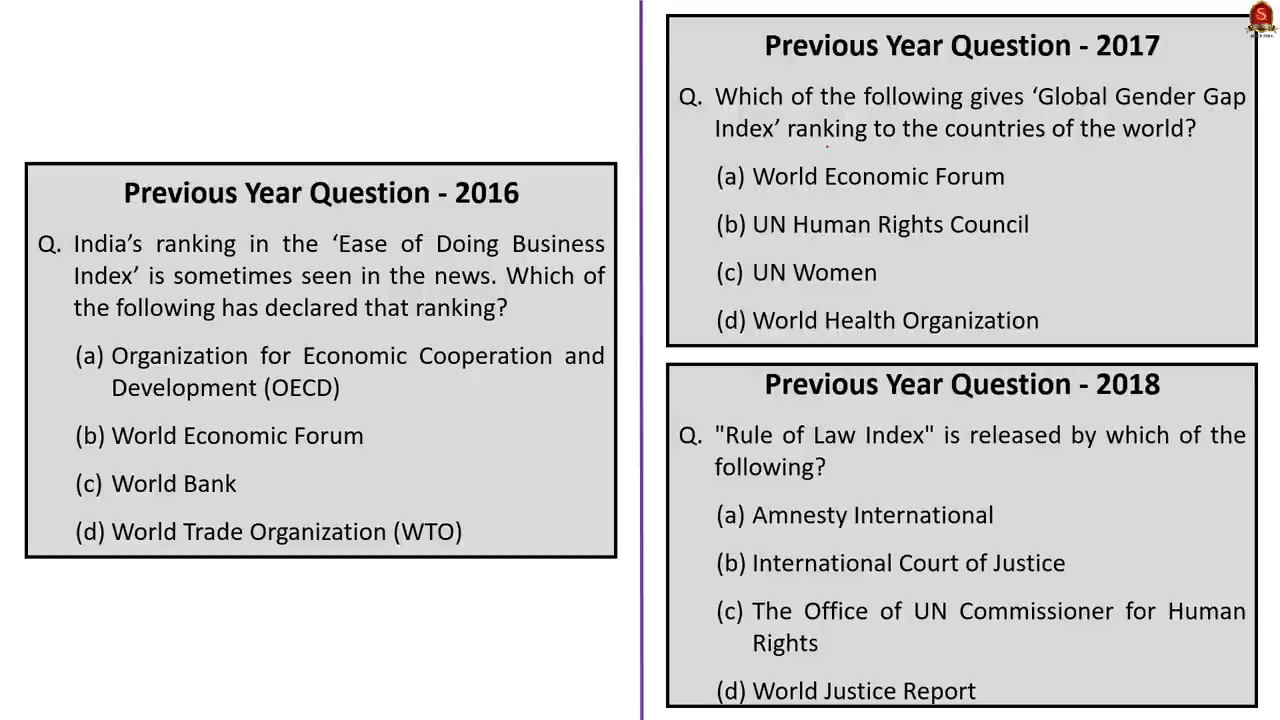 Previous Year Question - 2016
Q. India’s ranking in the ‘Ease of Doing Business
Index’ is sometimes seen in the news. Which of
the following has declared that ranking?
(a) Organization for Economic Cooperation and
Development (OECD)
(b) World Economic Forum
(c) World Bank
(d) World Trade Organization (WTO)
Previous Year Question - 2017
Q. Which of the following gives ‘Global Gender Gap
Index’ ranking to the countries of the world?
(a) World Economic Forum
(b) UN Human Rights Council
(c) UN Women
(d) World Health Organization
Previous Year Question - 2018
Q. "Rule of Law Index" is released by which of the
following?
(a) Amnesty International
(b) International Court of Justice
(c) The Office of UN Commissioner for Human
Rights
(d) World Justice Report
S